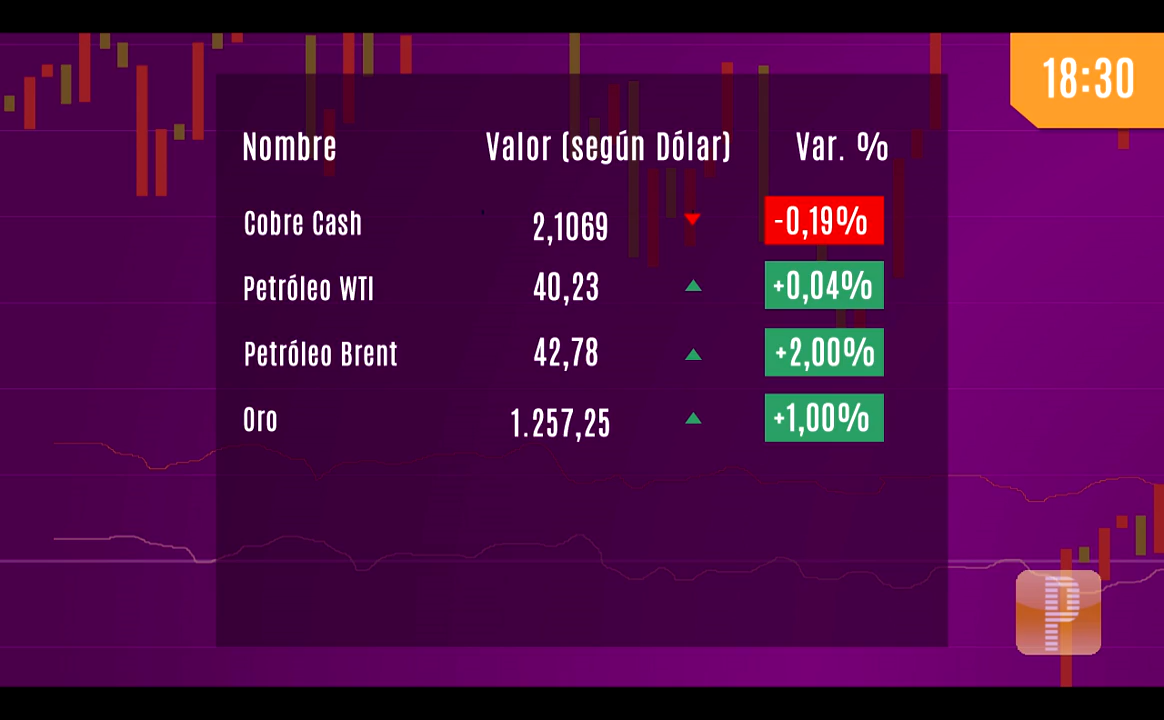 18:30
Nombre Valor (según Dólar) Var. %
Cobre Cash 2,1069 -0,19%
Petróleo WTI 40,23 +0,04%
Petróleo Brent 42,78 +2,00%
Oro 1.257,25 +1,00%
P